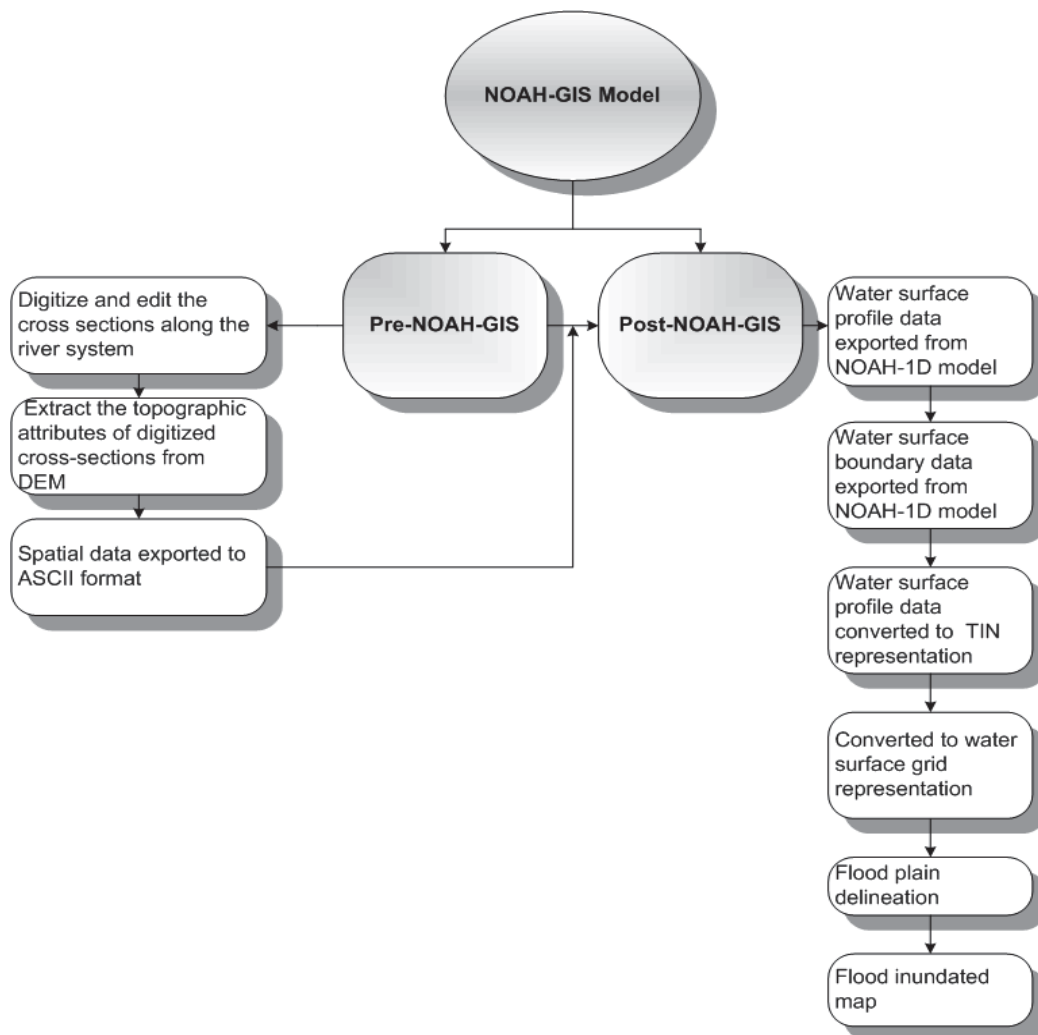 NOAH-GIS Model
Pre-NOAH-GIS
Post-NOAH-GIS
Digitize and edit the
cross sections along the
river system
Extract the topographic
attributes of digitized
cross-sections from
DEM
Spatial data exported to
ASCII format
Water surface
profile data
exported from
NOAH-1D model
Water surface
boundary data
exported from
NOAH-1D model
Water surface
profile data
converted to TIN
representation
Converted to water
surface grid
representation
Flood plain
delineation
Flood inundated
map